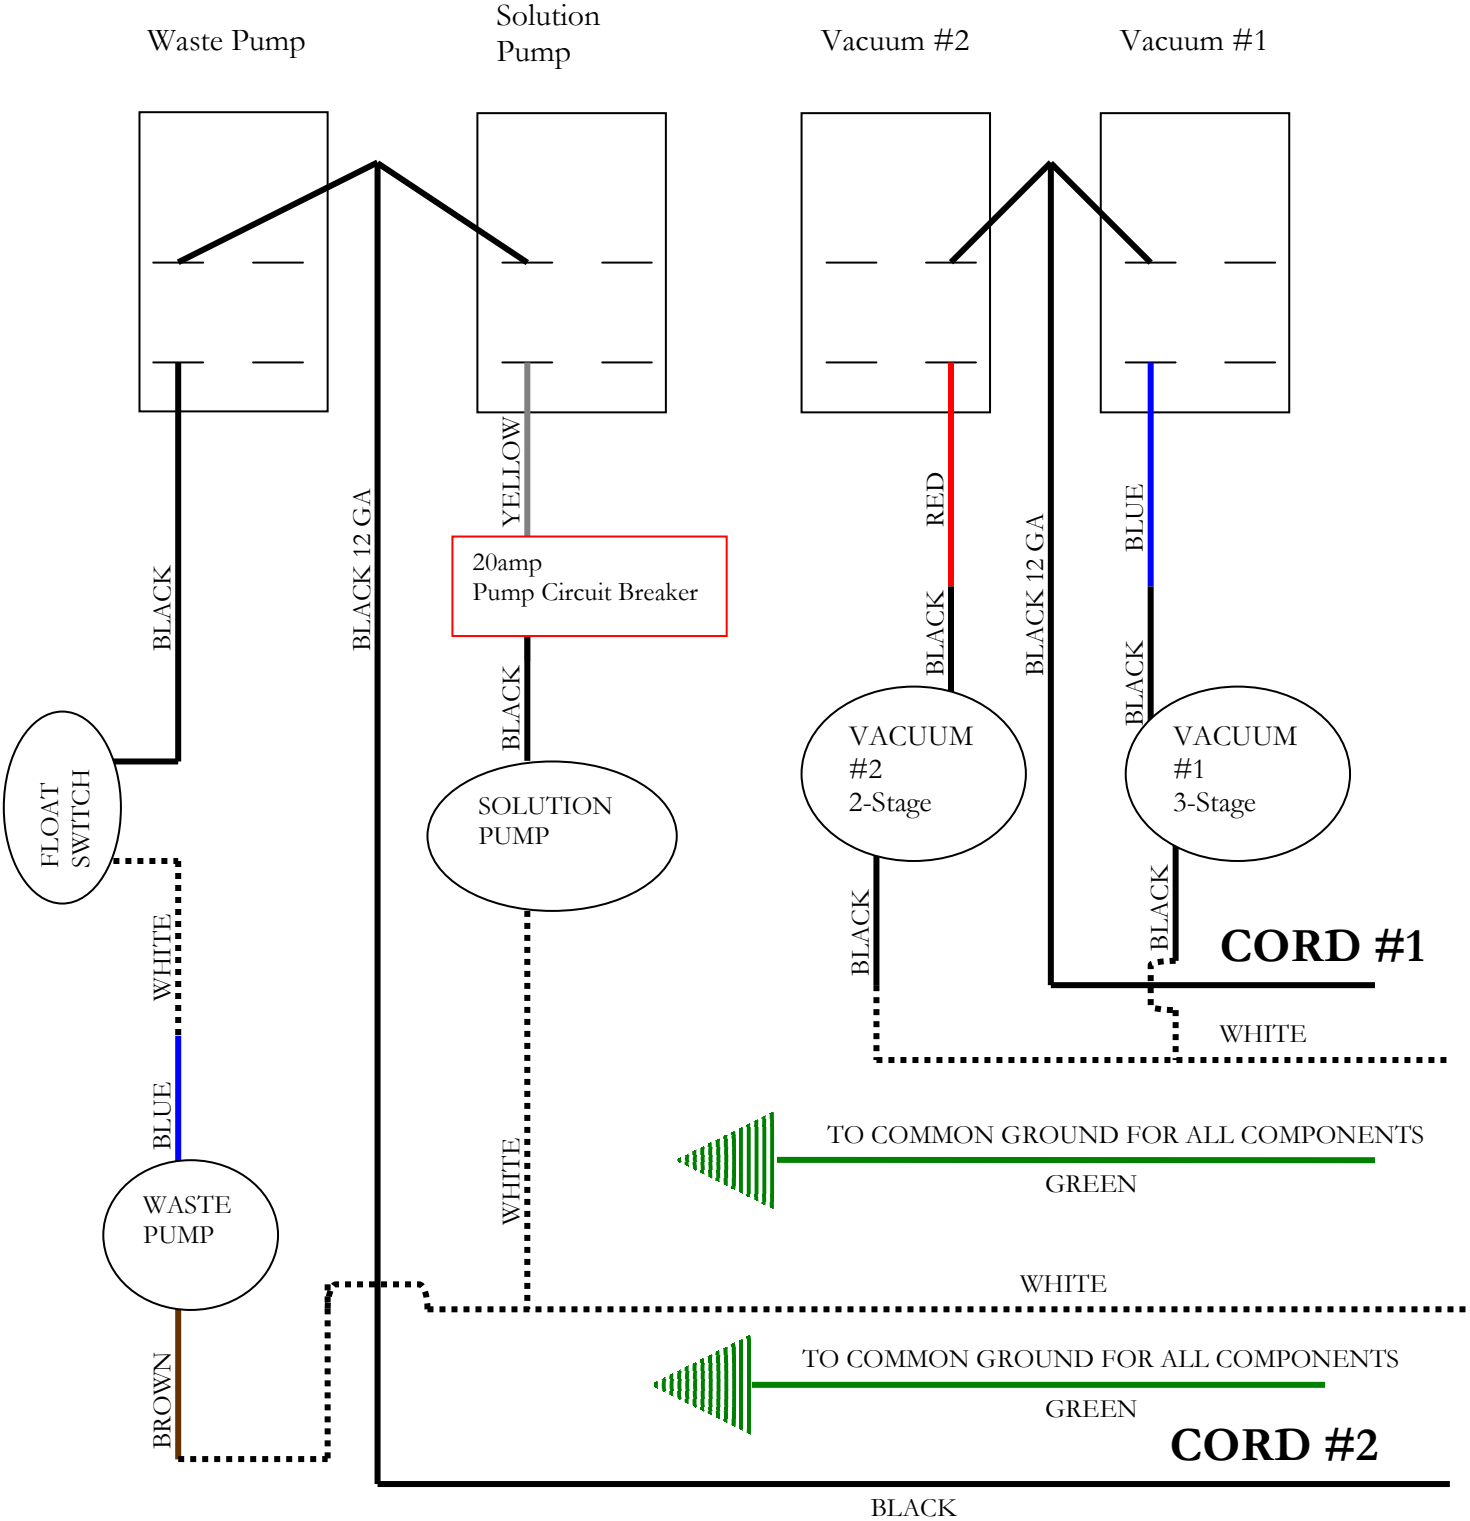 Waste Pump
Solution
Pump
Vacuum #2
Vacuum #1
BLACK
BLACK 12 GA
YELLOW
20amp
Pump Circuit Breaker
BLACK
RED
BLACK
BLACK 12 GA
BLUE
BLACK
FLOAT
SWITCH
SOLUTION
PUMP
VACUUM
#2
2-Stage
VACUUM
#1
3-Stage
WHITE
BLACK
BLACK
CORD #1
WHITE
BLUE
WHITE
TO COMMON GROUND FOR ALL COMPONENTS
GREEN
WASTE
PUMP
WHITE
BROWN
TO COMMON GROUND FOR ALL COMPONENTS
GREEN
CORD #2
BLACK